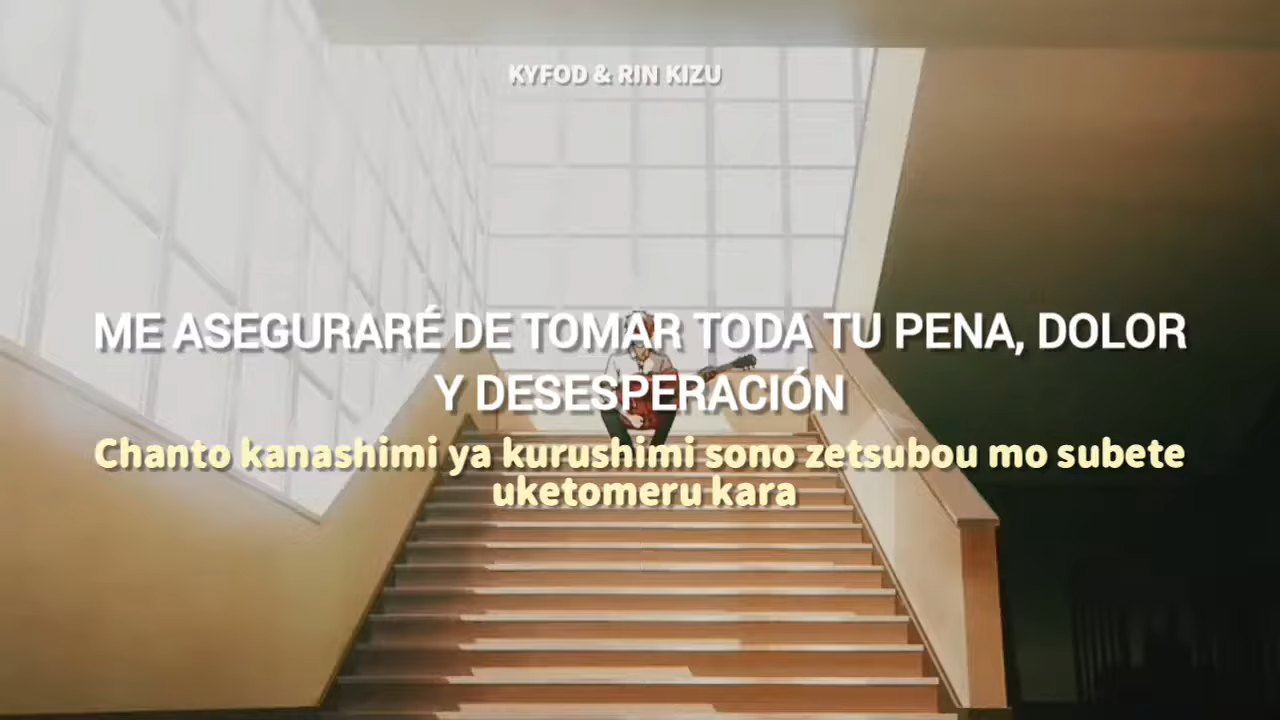 KYFOD & RIN KIZU
ME ASEGURARÉ DE TOMAR TODA TU PENA, DOLOR
Y DESESPERACIÓN
Chanto kanashimi ya kurushimi sono zetsubou mo subete
uketomeru kara